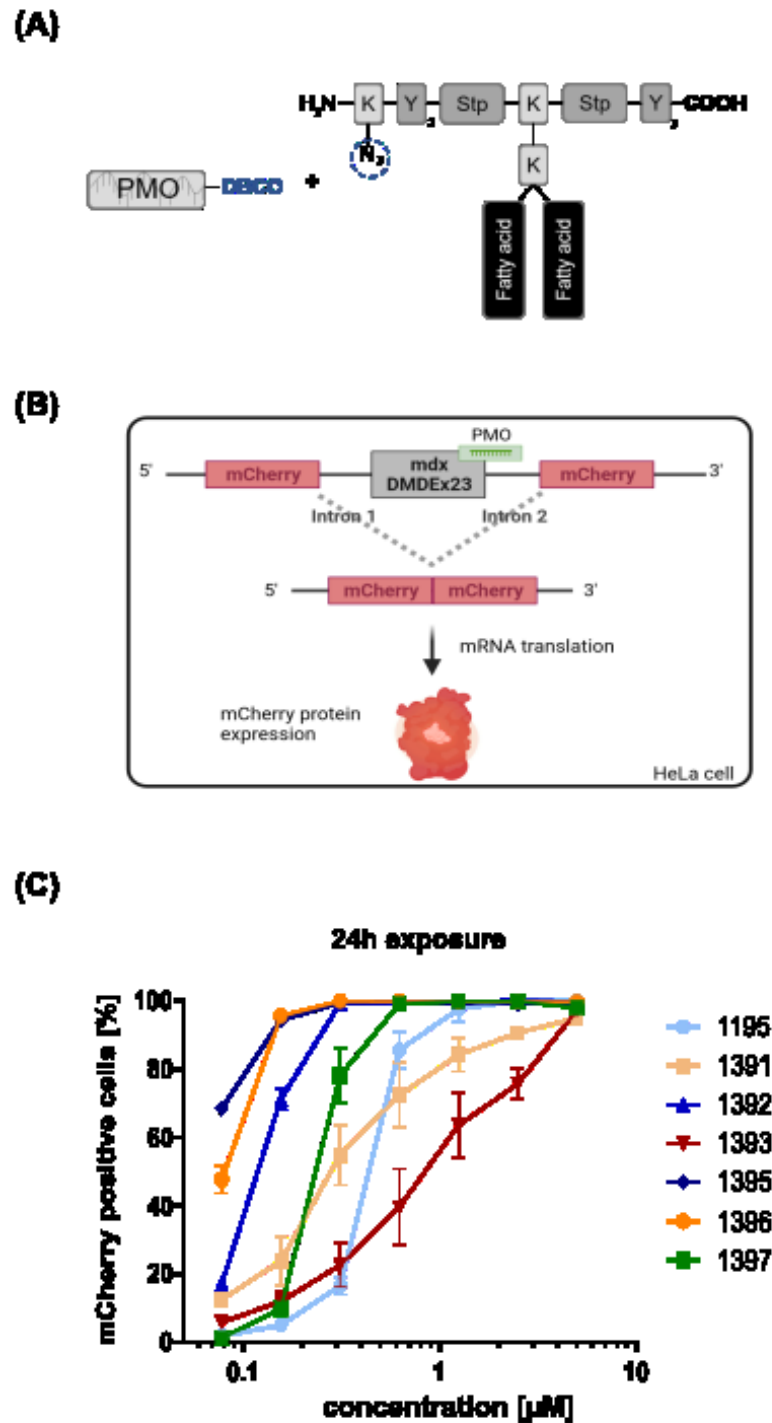 (A)
H₂N K Y₃ Stp K Stp Y₃ COOH
N₃ K
PMO DBCO +
Fatty acid Fatty acid
(B)
PMO
5' mCherry mdx DMDEx23 mCherry 3'
Intron 1 Intron 2
5' mCherry mCherry 3'
mRNA translation
mCherry protein
expression
HeLa cell
(C)
24h exposure
mCherry positive cells [%]
100
80
60
40
20
0
0.1 1 10
concentration [µM]
1195
1391
1392
1393
1395
1396
1397